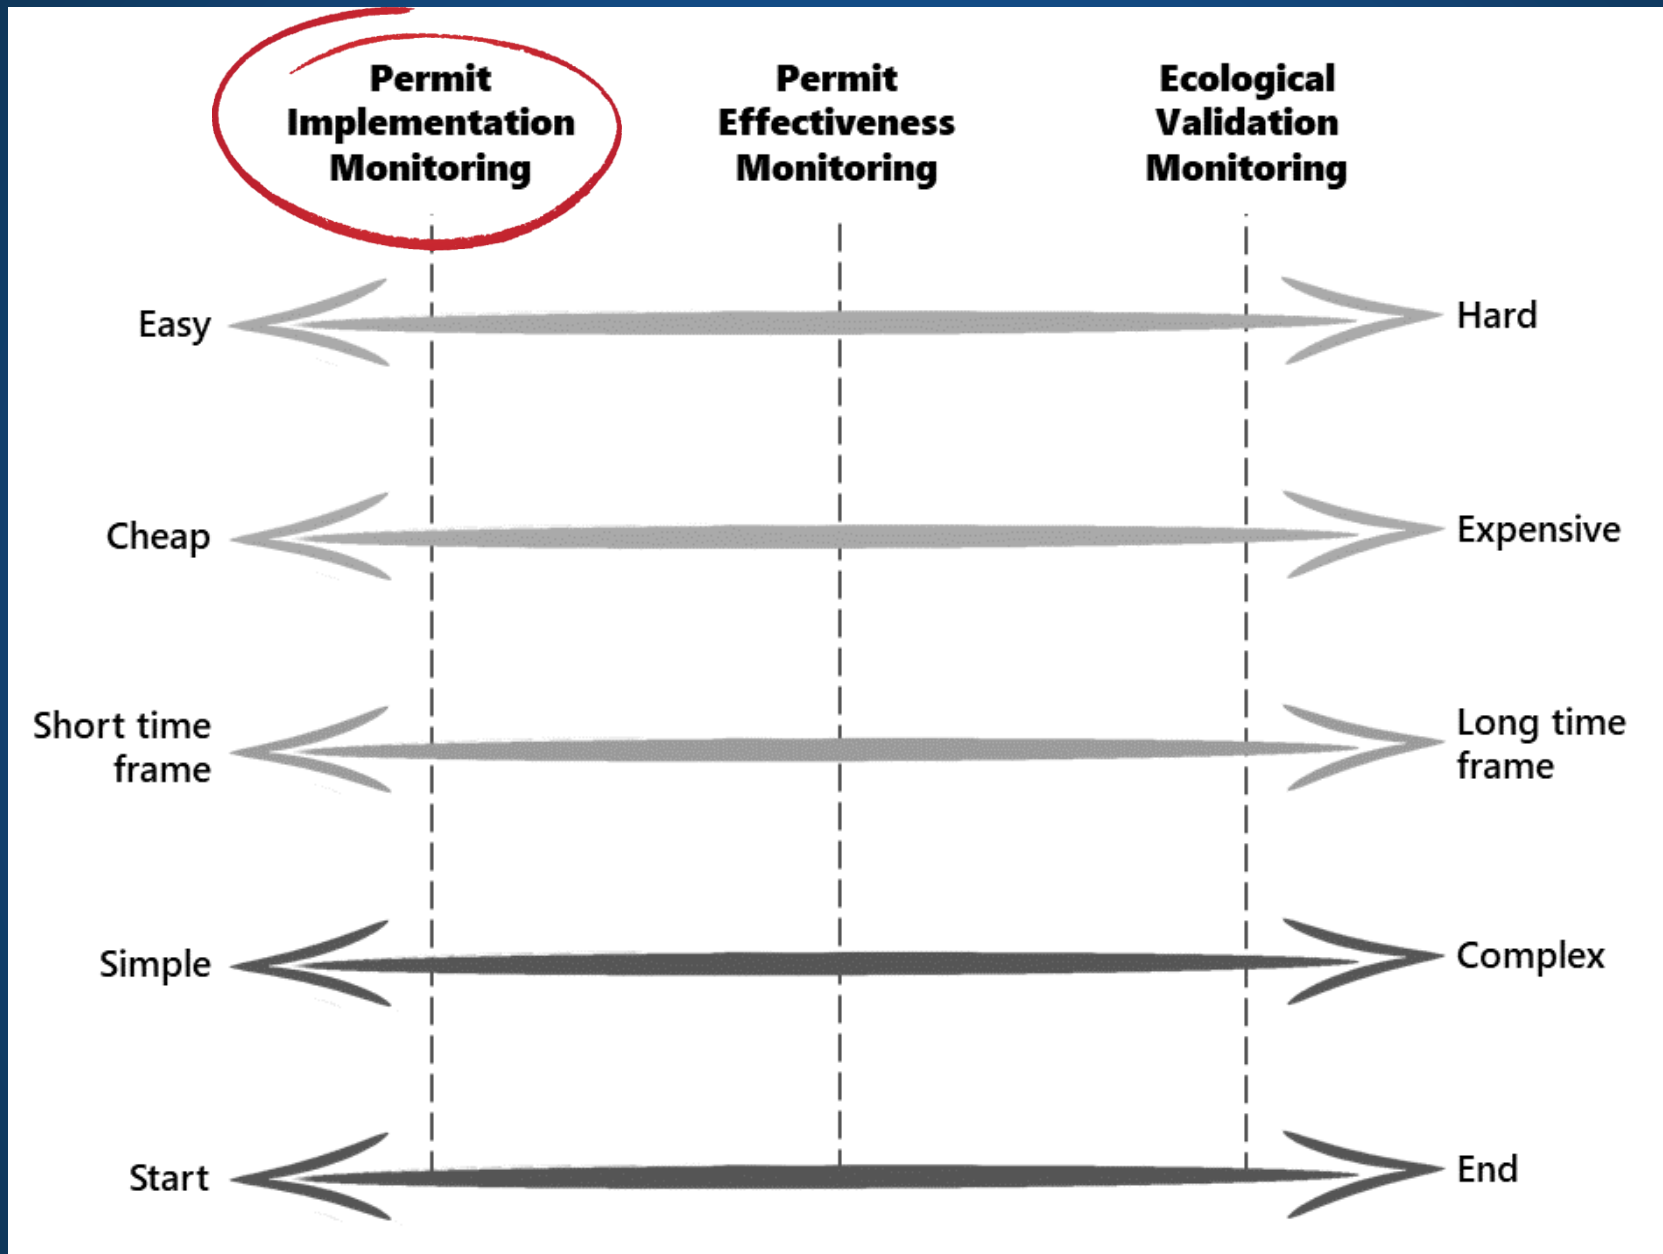 Permit
Implementation
Monitoring
Permit
Effectiveness
Monitoring
Ecological
Validation
Monitoring
Easy
Hard
Cheap
Expensive
Short time
frame
Long time
frame
Simple
Complex
Start
End